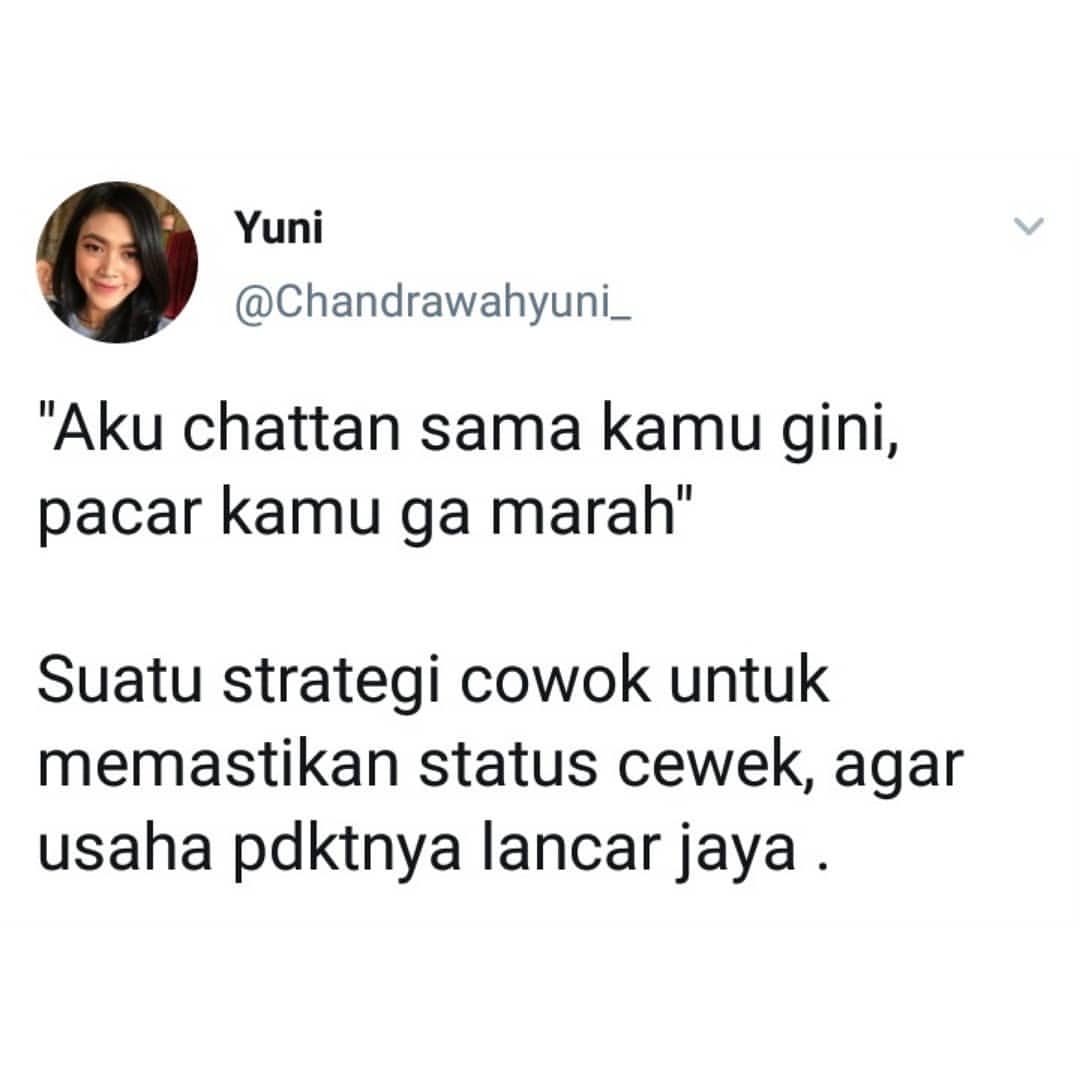 Yuni
@Chandrawahyuni_
"Aku chattan sama kamu gini,
pacar kamu ga marah"
Suatu strategi cowok untuk
memastikan status cewek, agar
usaha pdktnya lancar jaya .